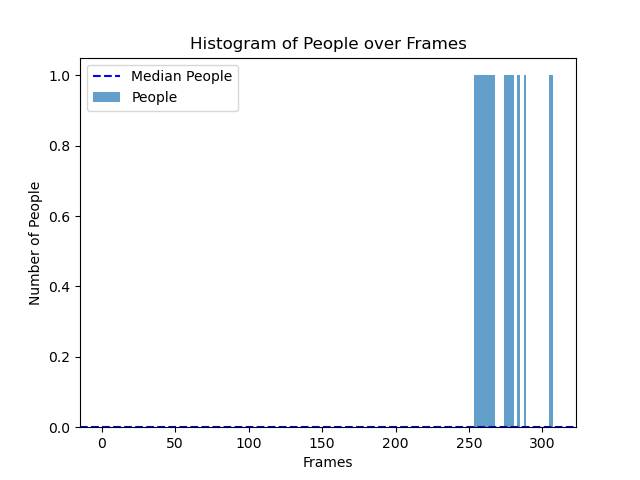 Histogram of People over Frames
Median People
People
1.0
0.8
0.6
0.4
0.2
0.0
Number of People
0 50 100 150 200 250 300
Frames